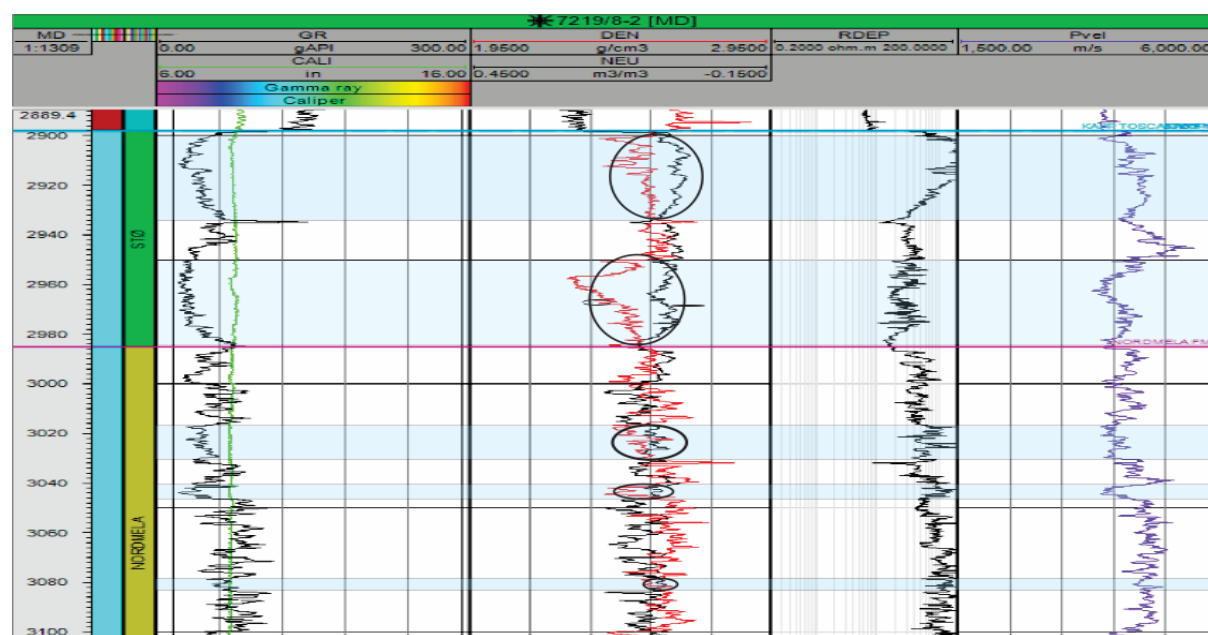 7219/8-2 [MD]
MD GR DEN RDEP Pvel
1:1309 0.00 gAPI 300.00 1.9500 g/cm3 2.9500 0.2000 ohm.m 200.0000 1,500.00 m/s 6,000.00
CALI NEU
6.00 in 16.00 0.4500 m3/m3 -0.1500
Gamma ray
Caliper
2889.4
2900
2920
2940
STØ
2960
2980
NORDMELA FM
3000
3020
3040
3060
NORDMELA
3080
3100